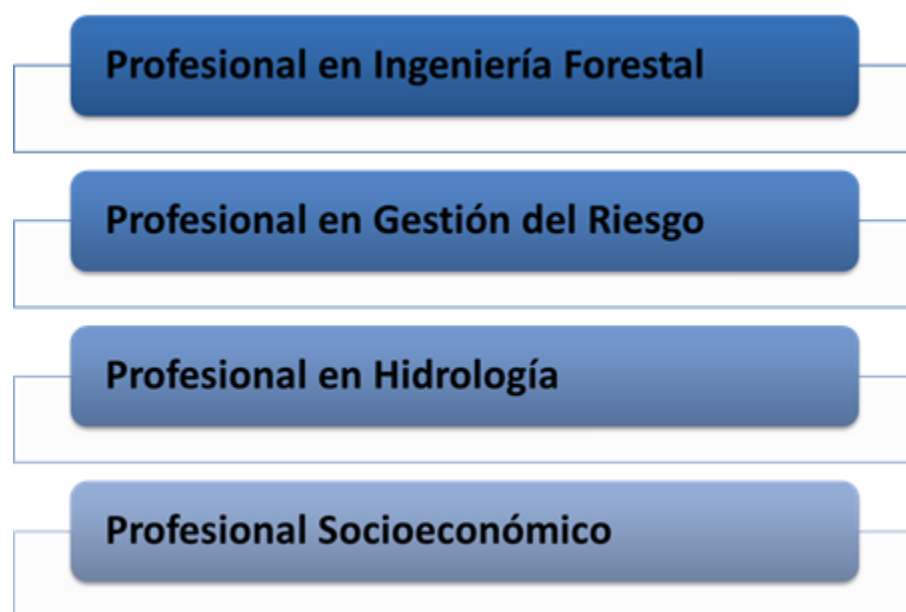 Profesional en Ingeniería Forestal
Profesional en Gestión del Riesgo
Profesional en Hidrología
Profesional Socioeconómico